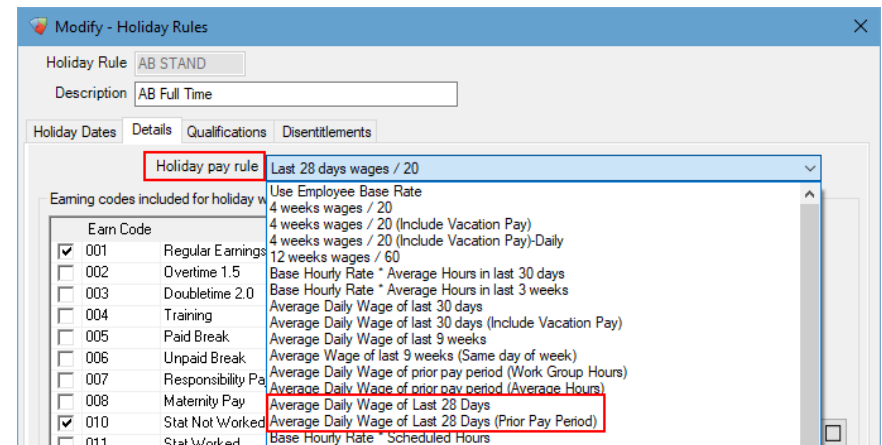 Modify - Holiday Rules
Holiday Rule AB STAND
Description AB Full Time
Holiday Dates Details Qualifications Disentitlements
Holiday pay rule Last 28 days wages / 20
Earning codes included for holiday w
Use Employee Base Rate
4 weeks wages / 20
4 weeks wages / 20 (Include Vacation Pay)
4 weeks wages / 20 (Include Vacation Pay)-Daily
12 weeks wages / 60
Base Hourly Rate * Average Hours in last 30 days
Base Hourly Rate * Average Hours in last 3 weeks
Average Daily Wage of last 30 days
Average Daily Wage of last 30 days (Include Vacation Pay)
Average Daily Wage of last 9 weeks
Average Wage of last 9 weeks (Same day of week)
Average Daily Wage of prior pay period (Work Group Hours)
Average Daily Wage of prior pay period (Average Hours)
Average Daily Wage of Last 28 Days
Average Daily Wage of Last 28 Days (Prior Pay Period)
Base Hourly Rate * Scheduled Hours
Earn Code
001 Regular Earnings
002 Overtime 1.5
003 Doubletime 2.0
004 Training
005 Paid Break
006 Unpaid Break
007 Responsibility Pa
008 Maternity Pay
010 Stat Not Worked
011 Stat Worked